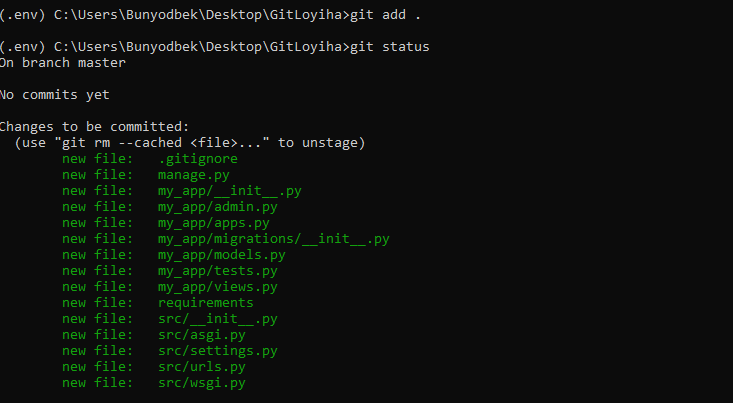 (.env) C:\Users\Bunyodbek\Desktop\GitLoyiha>git add .
(.env) C:\Users\Bunyodbek\Desktop\GitLoyiha>git status
On branch master
No commits yet
Changes to be committed:
  (use "git rm --cached <file>..." to unstage)
        new file:   .gitignore
        new file:   manage.py
        new file:   my_app/__init__.py
        new file:   my_app/admin.py
        new file:   my_app/apps.py
        new file:   my_app/migrations/__init__.py
        new file:   my_app/models.py
        new file:   my_app/tests.py
        new file:   my_app/views.py
        new file:   requirements
        new file:   src/__init__.py
        new file:   src/asgi.py
        new file:   src/settings.py
        new file:   src/urls.py
        new file:   src/wsgi.py